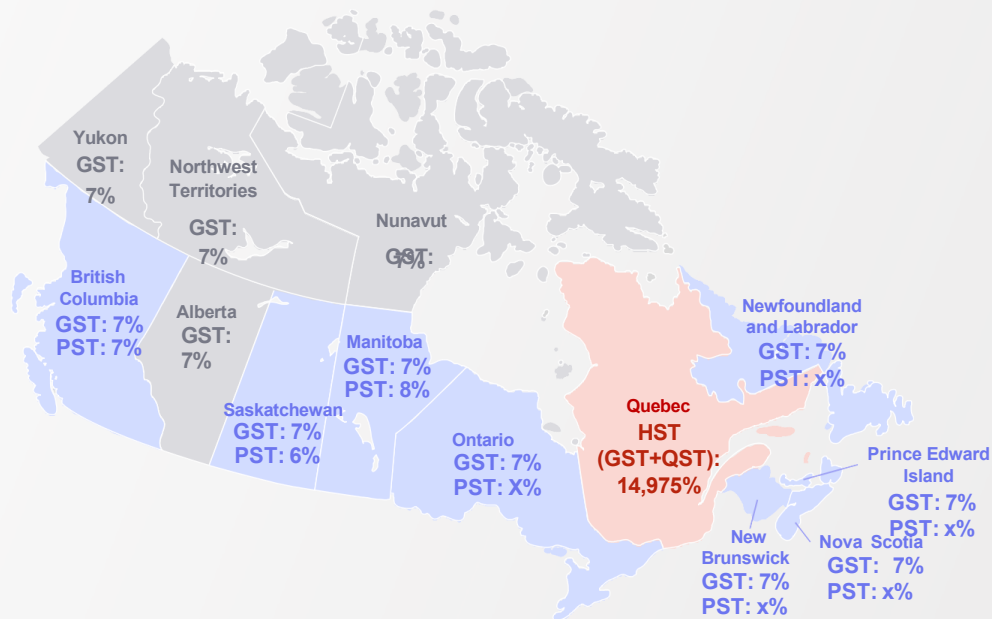 Yukon
GST:
7%
Northwest
Territories
GST:
7%
Nunavut
GST:
7%
British
Columbia
GST: 7%
PST: 7%
Alberta
GST:
7%
Saskatchewan
GST: 7%
PST: 6%
Manitoba
GST: 7%
PST: 8%
Ontario
GST: 7%
PST: X%
Quebec
HST
(GST+QST):
14,975%
Newfoundland
and Labrador
GST: 7%
PST: x%
Prince Edward
Island
GST: 7%
PST: x%
New
Brunswick
GST: 7%
PST: x%
Nova Scotia
GST: 7%
PST: x%